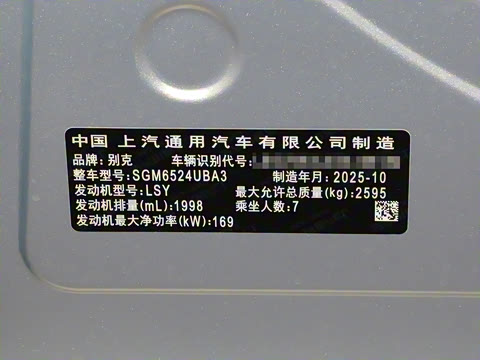 中国 上汽通用汽车有限公司制造
品牌: 别克 车辆识别代号:
整车型号: SGM6524UBA3 制造年月: 2025-10
发动机型号: LSY 最大允许总质量(kg): 2595
发动机排量(mL): 1998 乘坐人数: 7
发动机最大净功率(kW): 169